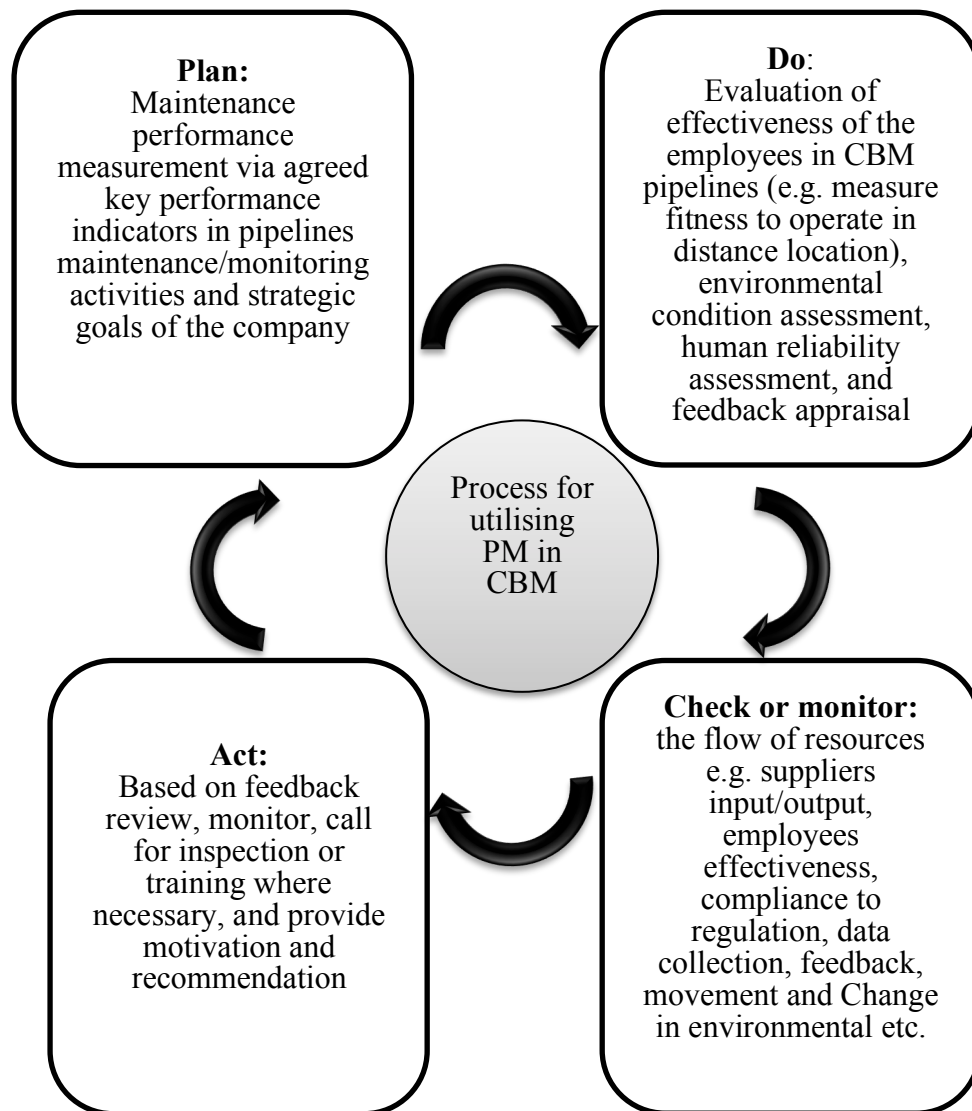 Plan:
Maintenance
performance
measurement via agreed
key performance
indicators in pipelines
maintenance/monitoring
activities and strategic
goals of the company
Do:
Evaluation of
effectiveness of the
employees in CBM
pipelines (e.g. measure
fitness to operate in
distance location),
environmental
condition assessment,
human reliability
assessment, and
feedback appraisal
Process for
utilising
PM in
CBM
Check or monitor:
the flow of resources
e.g. suppliers
input/output,
employees
effectiveness,
compliance to
regulation, data
collection, feedback,
movement and Change
in environmental etc.
Act:
Based on feedback
review, monitor, call
for inspection or
training where
necessary, and provide
motivation and
recommendation